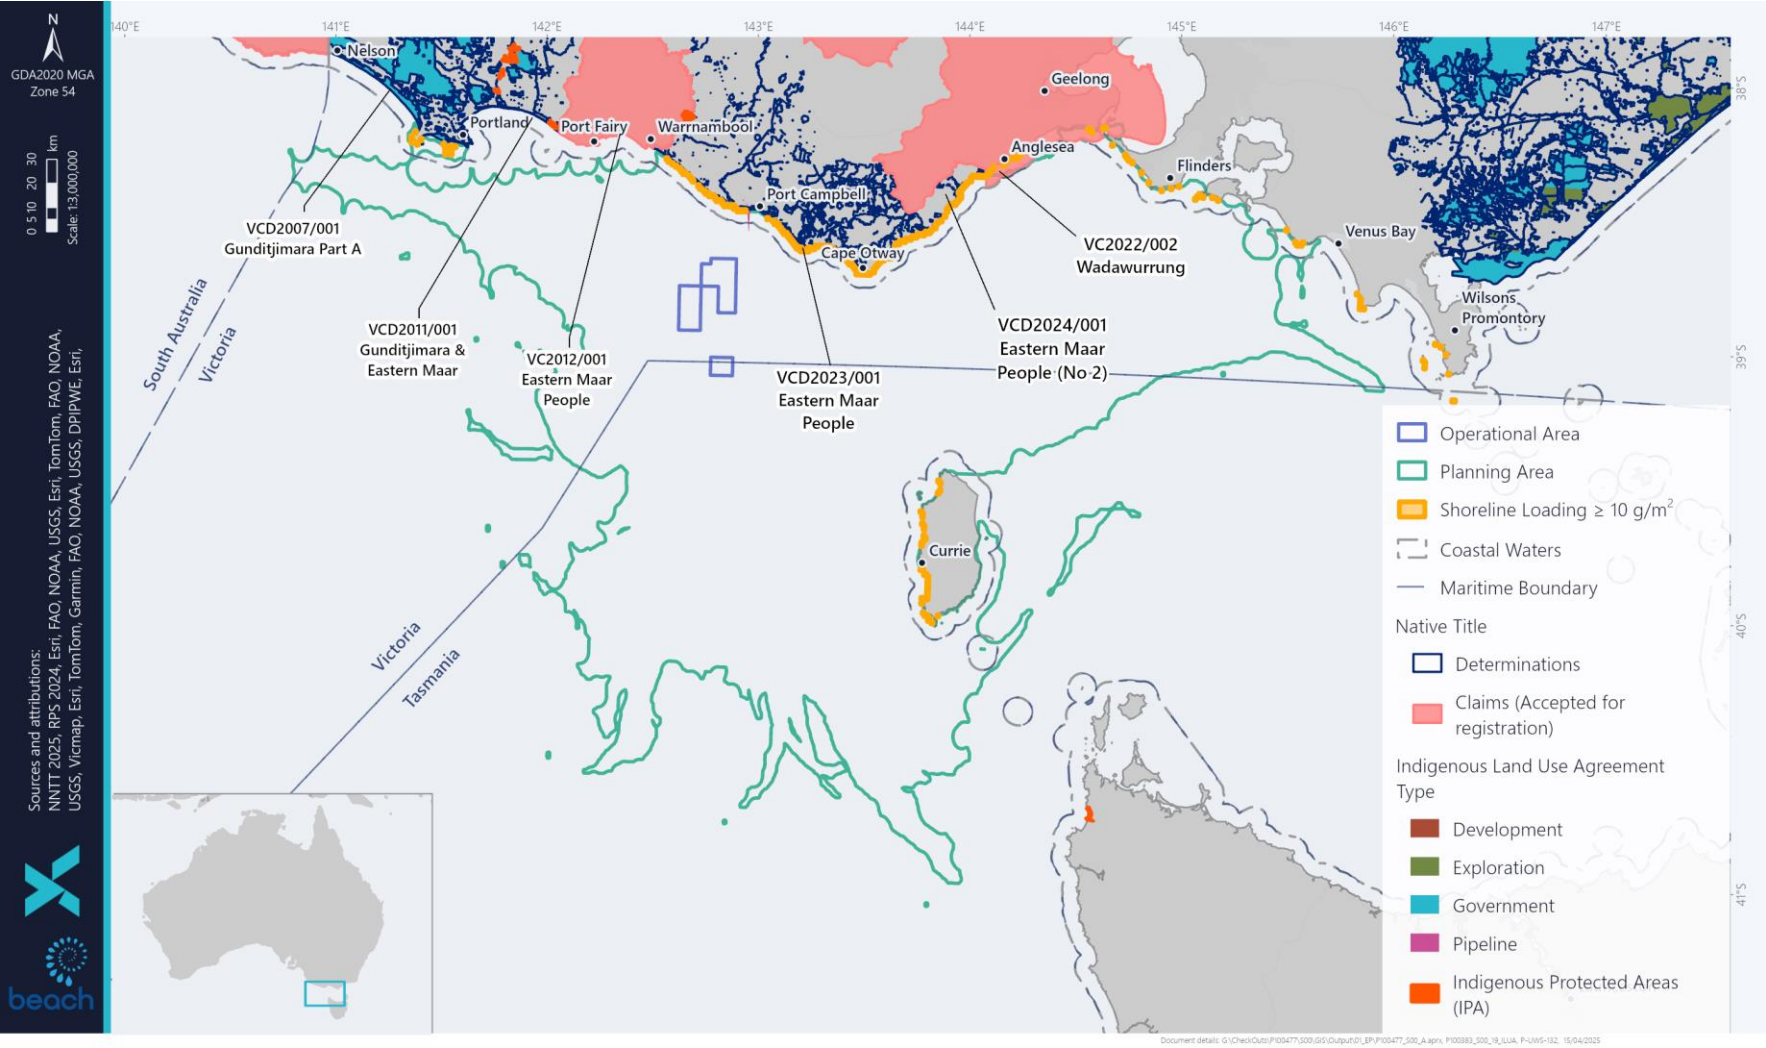 N
GDA2020 MGA
Zone 54
0 5 10 20 30
km
Scale: 1:3,000,000
Sources and attributions:
NNTT 2025, RPS 2024, Esri, FAO, NOAA, USGS, Esri, TomTom, FAO, NOAA,
USGS, Vicmap, Esri, TomTom, Garmin, FAO, NOAA, USGS, DPIPWE, Esri,
beach
140°E
141°E
142°E
143°E
144°E
145°E
146°E
147°E
38°S
39°S
40°S
41°S
Nelson
Portland
Port Fairy
Warrnambool
Geelong
Anglesea
Flinders
Port Campbell
Cape Otway
Venus Bay
Wilsons
Promontory
Currie
VCD2007/001
Gunditjimara Part A
VCD2011/001
Gunditjimara &
Eastern Maar
VC2012/001
Eastern Maar
People
VCD2023/001
Eastern Maar
People
VCD2024/001
Eastern Maar
People (No 2)
VC2022/002
Wadawurrung
South Australia
Victoria
Victoria
Tasmania
Operational Area
Planning Area
Shoreline Loading ≥ 10 g/m²
Coastal Waters
Maritime Boundary
Native Title
Determinations
Claims (Accepted for
registration)
Indigenous Land Use Agreement
Type
Development
Exploration
Government
Pipeline
Indigenous Protected Areas
(IPA)